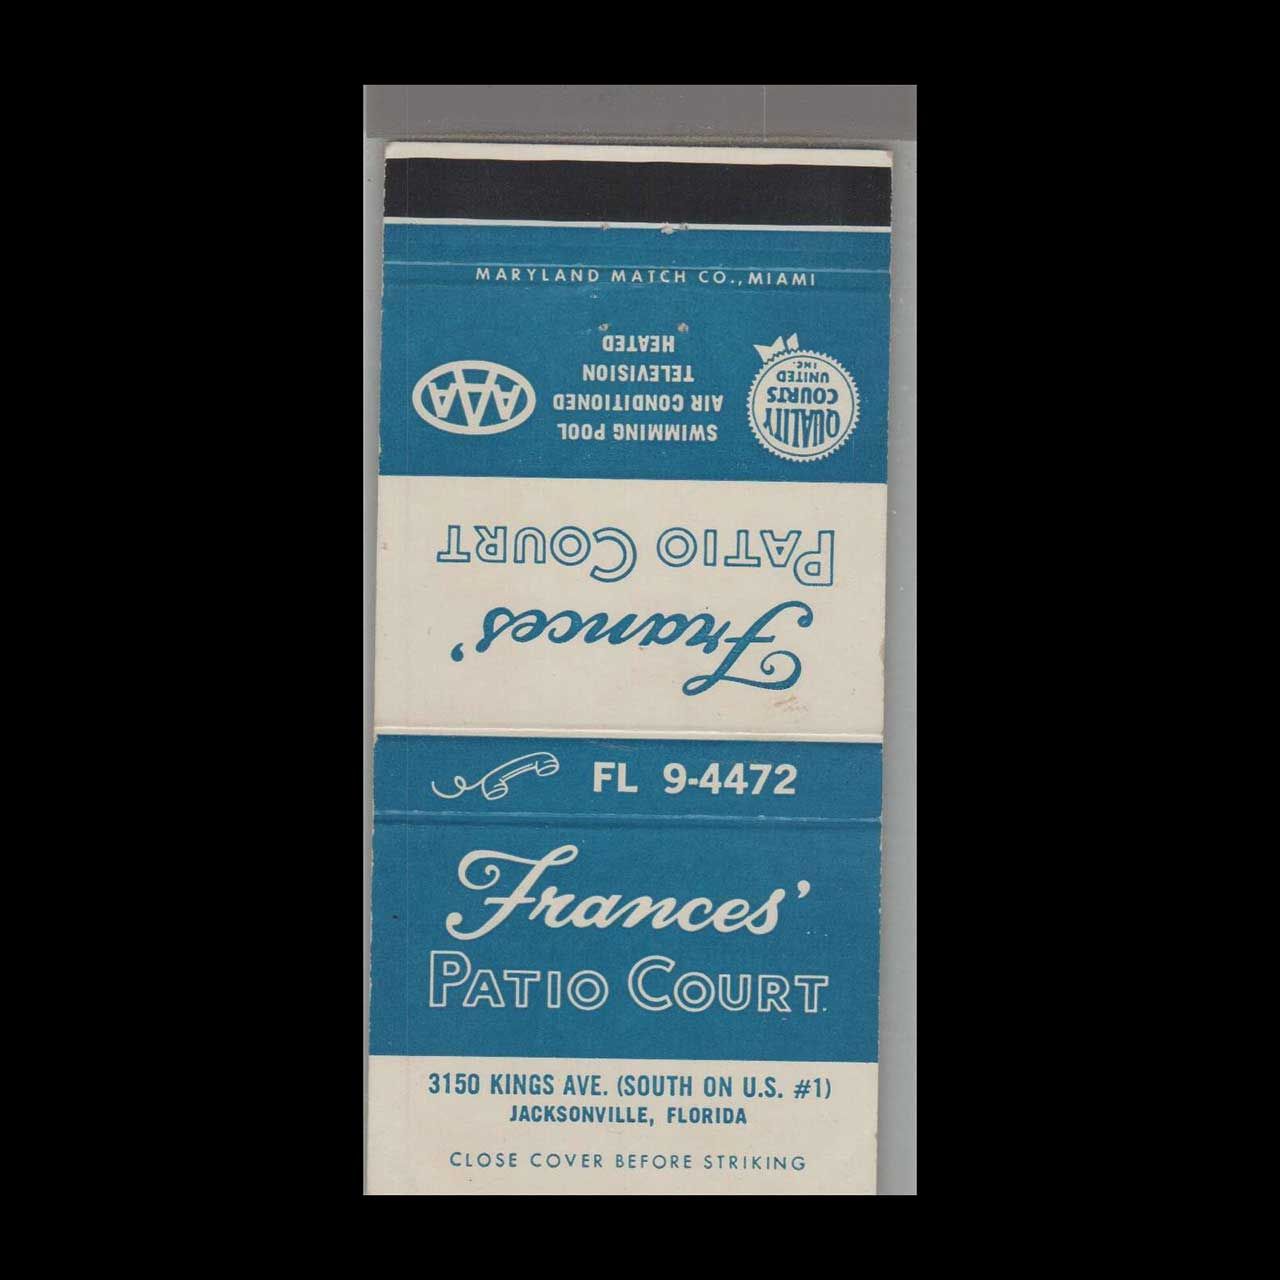 MARYLAND MATCH CO., MIAMI
QUALITY
COURTS
UNITED
INC.
SWIMMING POOL
AIR CONDITIONED
TELEVISION
HEATED
AAA
Frances'
PATIO COURT
FL 9-4472
Frances'
PATIO COURT
3150 KINGS AVE. (SOUTH ON U.S. #1)
JACKSONVILLE, FLORIDA
CLOSE COVER BEFORE STRIKING